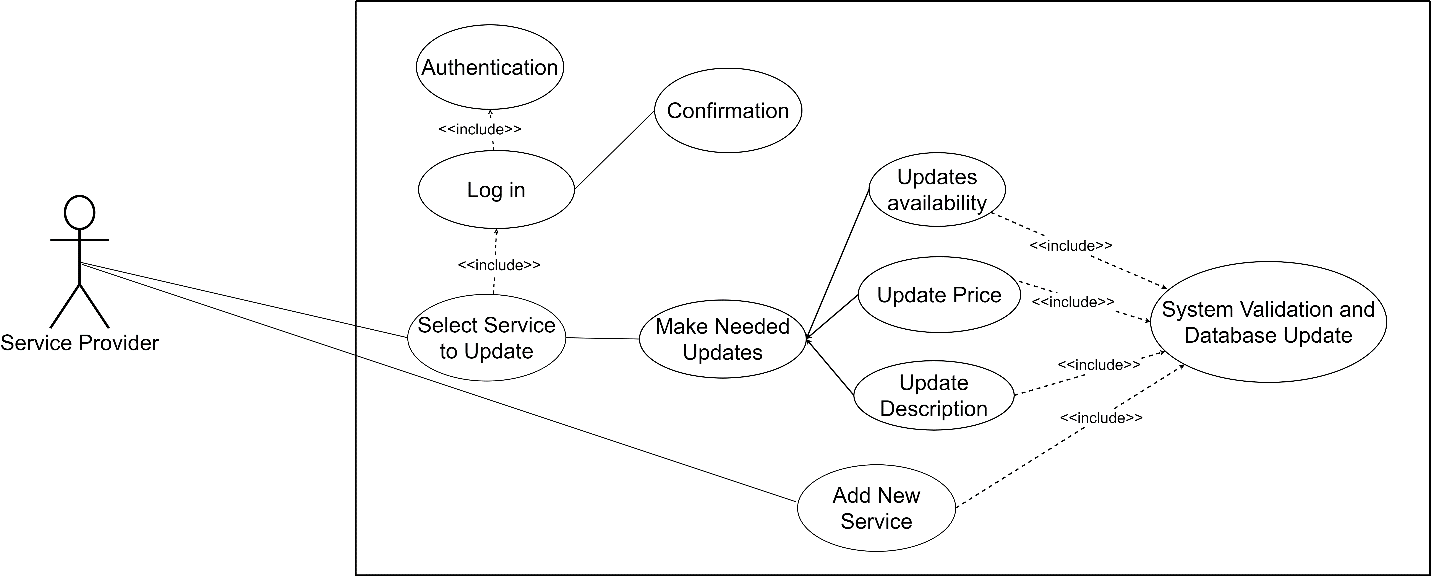 Authentication
<<include>>
Confirmation
Log in
<<include>>
Service Provider
Select Service
to Update
Make Needed
Updates
Updates
availability
<<include>>
Update Price
<<include>>
Update
Description
<<include>>
System Validation and
Database Update
<<include>>
Add New
Service